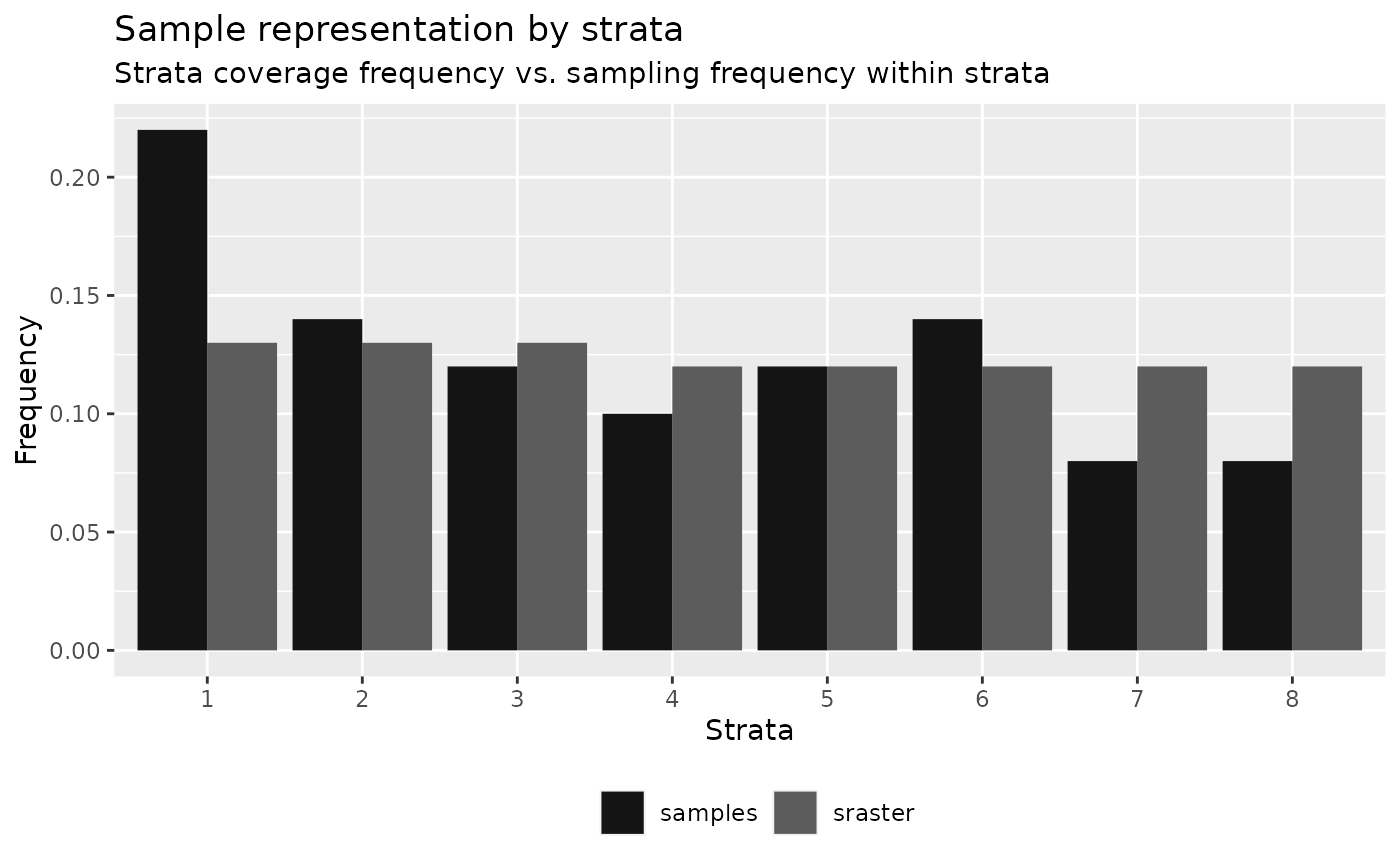 Sample representation by strata
Strata coverage frequency vs. sampling frequency within strata
Frequency
0.20
0.15
0.10
0.05
0.00
1 2 3 4 5 6 7 8
Strata
samples sraster